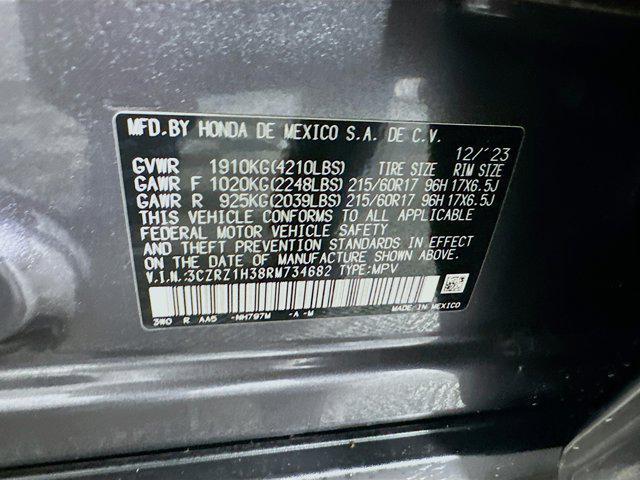 MFD.BY HONDA DE MEXICO S.A. DE C.V.
12/'23
GVWR 1910KG(4210LBS) TIRE SIZE RIM SIZE
GAWR F 1020KG(2248LBS) 215/60R17 96H 17X6.5J
GAWR R 925KG(2039LBS) 215/60R17 96H 17X6.5J
THIS VEHICLE CONFORMS TO ALL APPLICABLE
FEDERAL MOTOR VEHICLE SAFETY
AND THEFT PREVENTION STANDARDS IN EFFECT
ON THE DATE OF MANUFACTURE SHOWN ABOVE.
V.I.N.:3CZRZ1H38RM734682 TYPE:MPV
3W0 R AA5 -NH797M -A-M MADE IN MEXICO